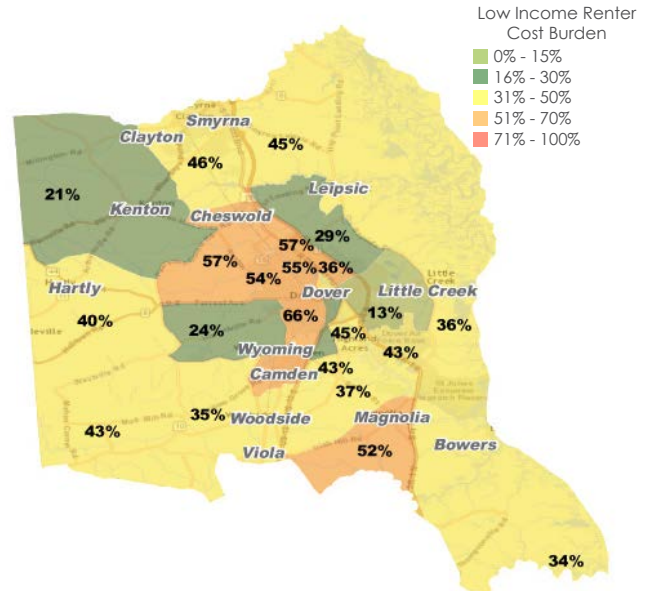 Low Income Renter
Cost Burden
0% - 15%
16% - 30%
31% - 50%
51% - 70%
71% - 100%
Smyrna
Clayton
45%
46%
21%
Leipsic
Kenton
Cheswold
29%
57%
57%
55% 36%
54%
Hartly
Dover
Little Creek
Little
Creek
40%
66%
13%
36%
24%
45%
Wyoming
43%
Camden
43%
37%
35%
Woodside
Magnolia
43%
Viola
52%
Bowers
34%